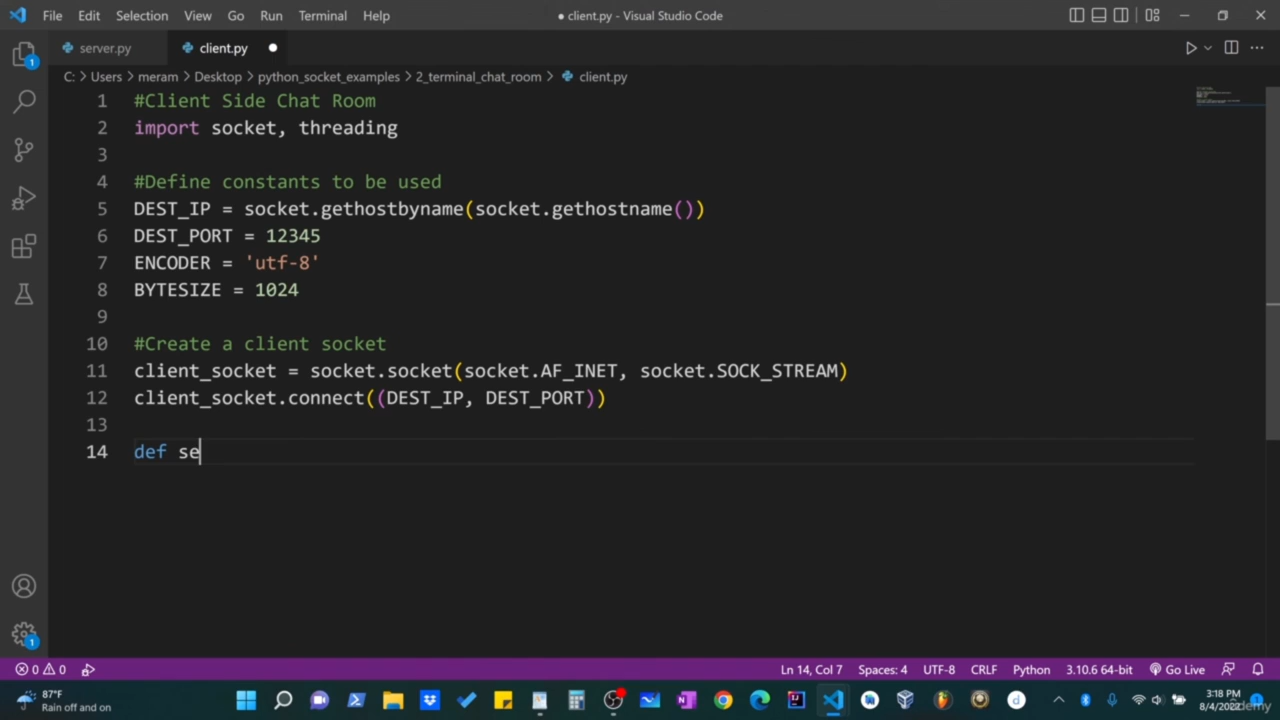 File Edit Selection View Go Run Terminal Help ● client.py - Visual Studio Code
server.py client.py
C: > Users > meram > Desktop > python_socket_examples > 2_terminal_chat_room > client.py
1 #Client Side Chat Room
2 import socket, threading
3
4 #Define constants to be used
5 DEST_IP = socket.gethostbyname(socket.gethostname())
6 DEST_PORT = 12345
7 ENCODER = 'utf-8'
8 BYTESIZE = 1024
9
10 #Create a client socket
11 client_socket = socket.socket(socket.AF_INET, socket.SOCK_STREAM)
12 client_socket.connect((DEST_IP, DEST_PORT))
13
14 def se
1
1
0 0 Ln 14, Col 7 Spaces: 4 UTF-8 CRLF Python 3.10.6 64-bit Go Live
87°F
Rain off and on
3:18 PM
8/4/2022